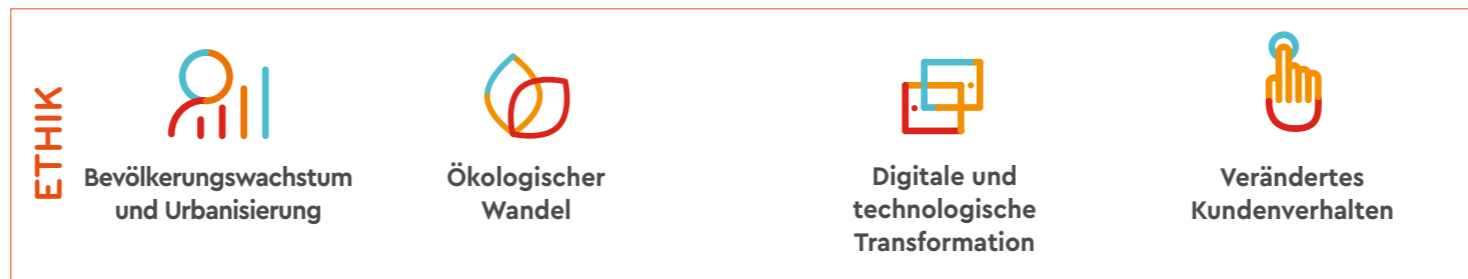 ETHIK
Bevölkerungswachstum
und Urbanisierung
Ökologischer
Wandel
Digitale und
technologische
Transformation
Verändertes
Kundenverhalten